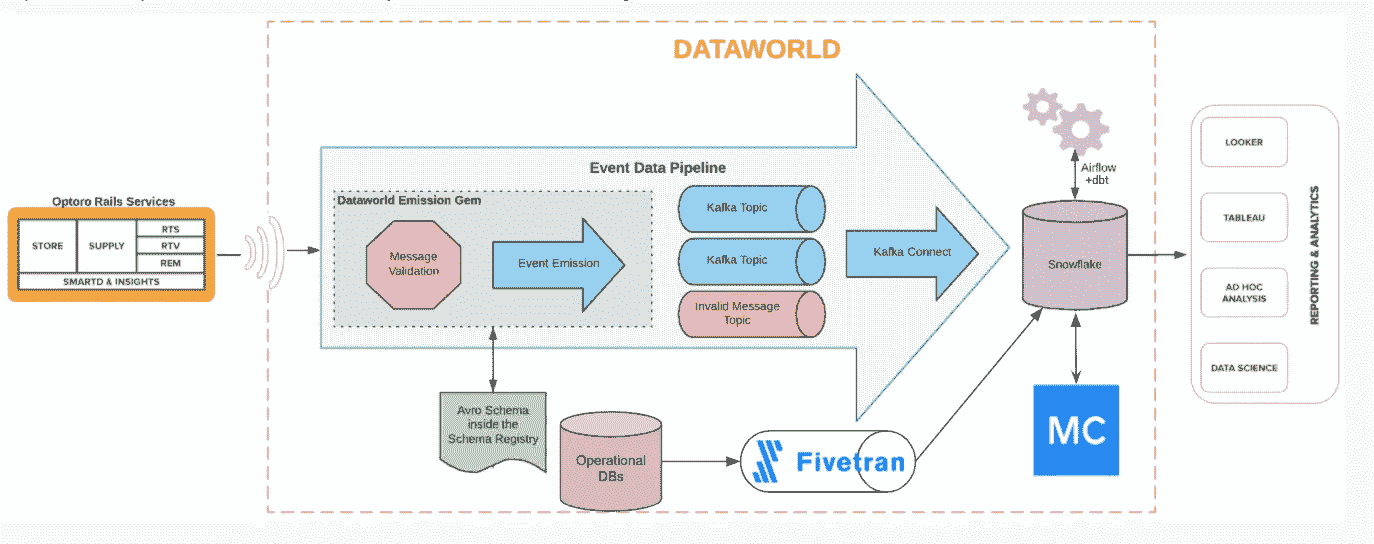 DATAWORLD
Event Data Pipeline
Optoro Rails Services
STORE
SUPPLY
RTS
RTV
REM
SMARTD & INSIGHTS
Dataworld Emission Gem
Message
Validation
Event Emission
Kafka Topic
Kafka Topic
Invalid Message
Topic
Kafka Connect
Airflow
+dbt
Snowflake
LOOKER
TABLEAU
AD HOC
ANALYSIS
DATA SCIENCE
REPORTING & ANALYTICS
Avro Schema
inside the
Schema Registry
Operational
DBs
Fivetran
MC